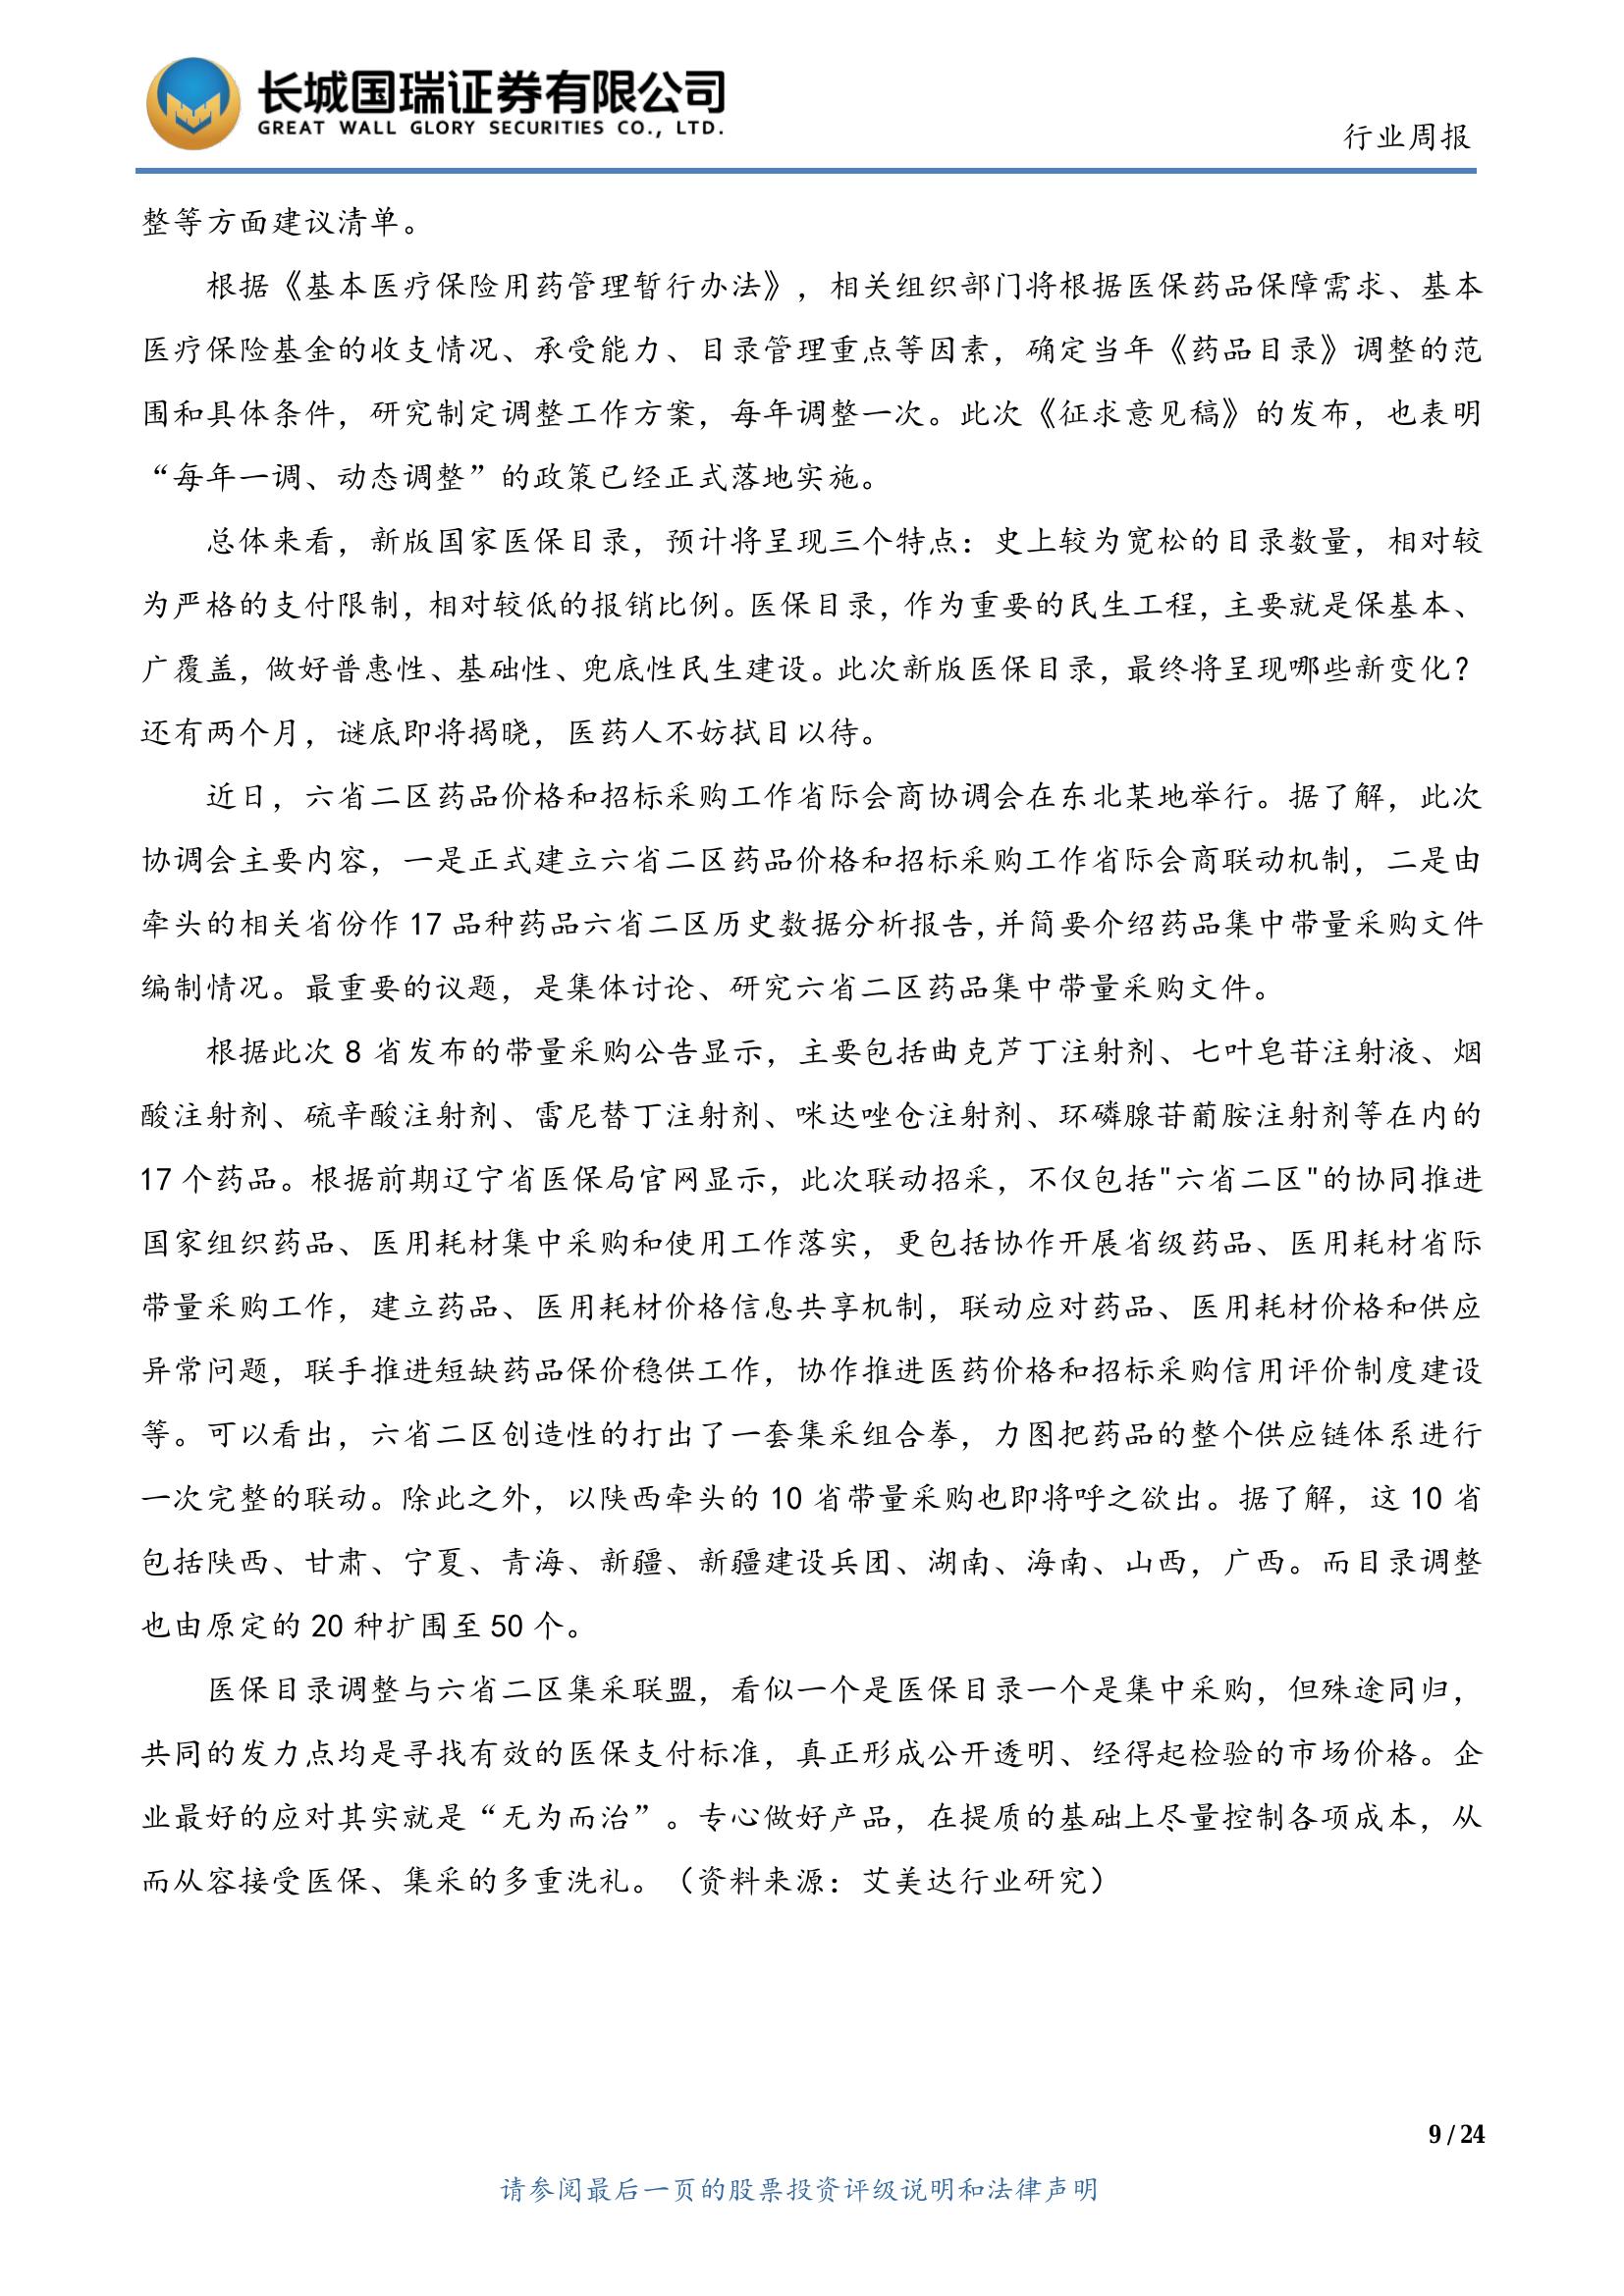 长城国瑞证券有限公司
GREAT WALL GLORY SECURITIES CO., LTD.
行业周报
整等方面建议清单。
根据《基本医疗保险用药管理暂行办法》，相关组织部门将根据医保药品保障需求、基本
医疗保险基金的收支情况、承受能力、目录管理重点等因素，确定当年《药品目录》调整的范
围和具体条件，研究制定调整工作方案，每年调整一次。此次《征求意见稿》的发布，也表明
“每年一调、动态调整”的政策已经正式落地实施。
总体来看，新版国家医保目录，预计将呈现三个特点：史上较为宽松的目录数量，相对较
为严格的支付限制，相对较低的报销比例。医保目录，作为重要的民生工程，主要就是保基本、
广覆盖，做好普惠性、基础性、兜底性民生建设。此次新版医保目录，最终将呈现哪些新变化？
还有两个月，谜底即将揭晓，医药人不妨拭目以待。
近日，六省二区药品价格和招标采购工作省际会商协调会在东北某地举行。据了解，此次
协调会主要内容，一是正式建立六省二区药品价格和招标采购工作省际会商联动机制，二是由
牵头的相关省份作 17 品种药品六省二区历史数据分析报告，并简要介绍药品集中带量采购文件
编制情况。最重要的议题，是集体讨论、研究六省二区药品集中带量采购文件。
根据此次 8 省发布的带量采购公告显示，主要包括曲克芦丁注射剂、七叶皂苷注射液、烟
酸注射剂、硫辛酸注射剂、雷尼替丁注射剂、咪达唑仑注射剂、环磷腺苷葡胺注射剂等在内的
17 个药品。根据前期辽宁省医保局官网显示，此次联动招采，不仅包括"六省二区"的协同推进
国家组织药品、医用耗材集中采购和使用工作落实，更包括协作开展省级药品、医用耗材省际
带量采购工作，建立药品、医用耗材价格信息共享机制，联动应对药品、医用耗材价格和供应
异常问题，联手推进短缺药品保价稳供工作，协作推进医药价格和招标采购信用评价制度建设
等。可以看出，六省二区创造性的打出了一套集采组合拳，力图把药品的整个供应链体系进行
一次完整的联动。除此之外，以陕西牵头的 10 省带量采购也即将呼之欲出。据了解，这 10 省
包括陕西、甘肃、宁夏、青海、新疆、新疆建设兵团、湖南、海南、山西，广西。而目录调整
也由原定的 20 种扩围至 50 个。
医保目录调整与六省二区集采联盟，看似一个是医保目录一个是集中采购，但殊途同归，
共同的发力点均是寻找有效的医保支付标准，真正形成公开透明、经得起检验的市场价格。企
业最好的应对其实就是“无为而治”。专心做好产品，在提质的基础上尽量控制各项成本，从
而从容接受医保、集采的多重洗礼。（资料来源：艾美达行业研究）
9 / 24
请参阅最后一页的股票投资评级说明和法律声明